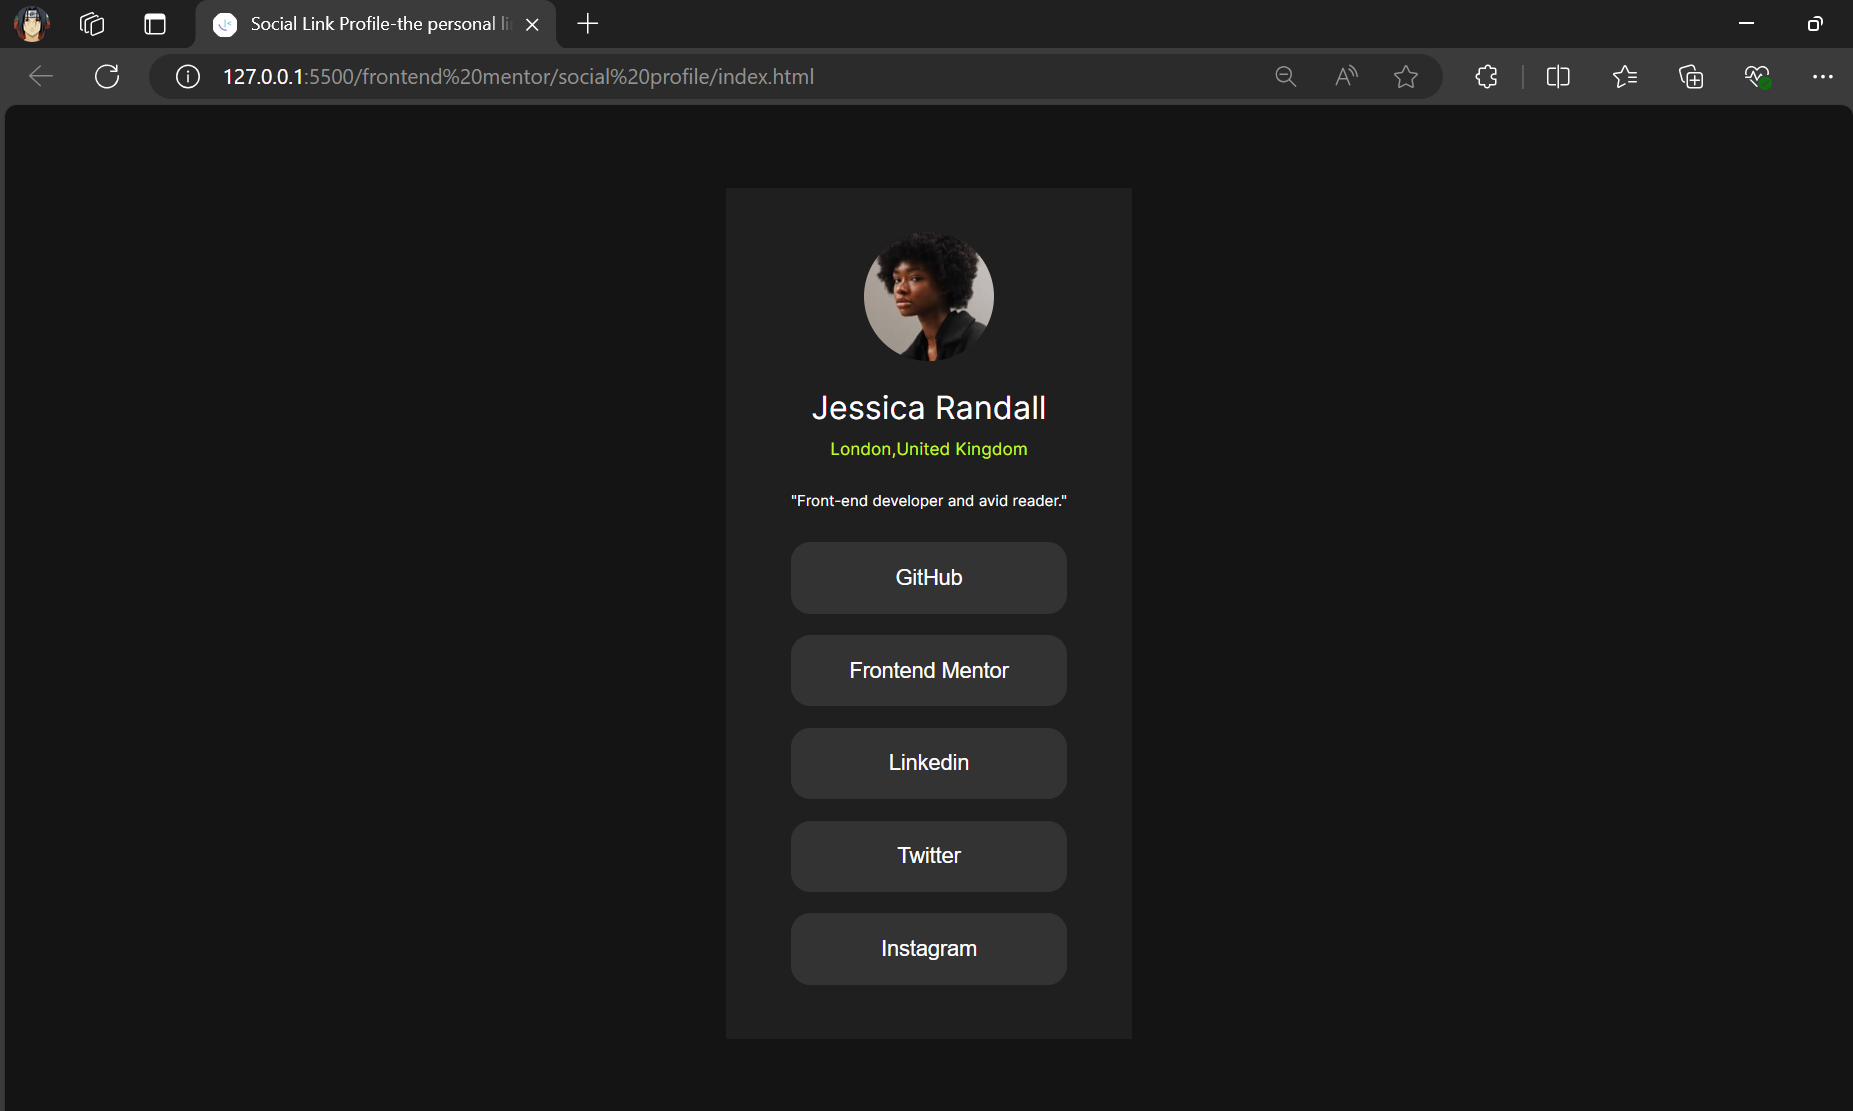 Social Link Profile-the personal li
127.0.0.1:5500/frontend%20mentor/social%20profile/index.html
Jessica Randall
London,United Kingdom
"Front-end developer and avid reader."
GitHub
Frontend Mentor
Linkedin
Twitter
Instagram